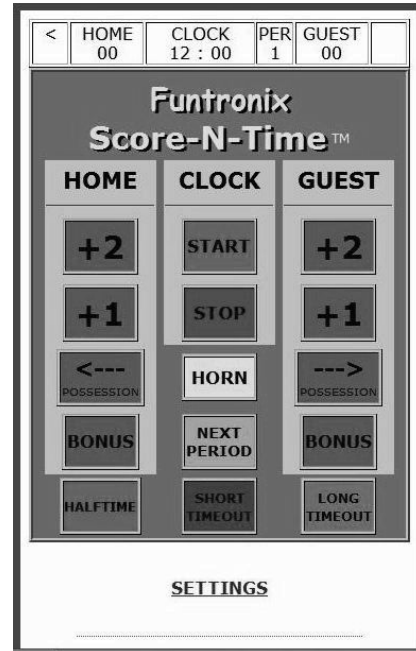 < HOME CLOCK PER GUEST
00 12 : 00 1 00
Funtronix
Score-N-Time™
HOME CLOCK GUEST
+2 START +2
+1 STOP +1
<--- HORN --->
POSSESSION POSSESSION
BONUS NEXT PERIOD BONUS
HALFTIME SHORT TIMEOUT LONG TIMEOUT
SETTINGS